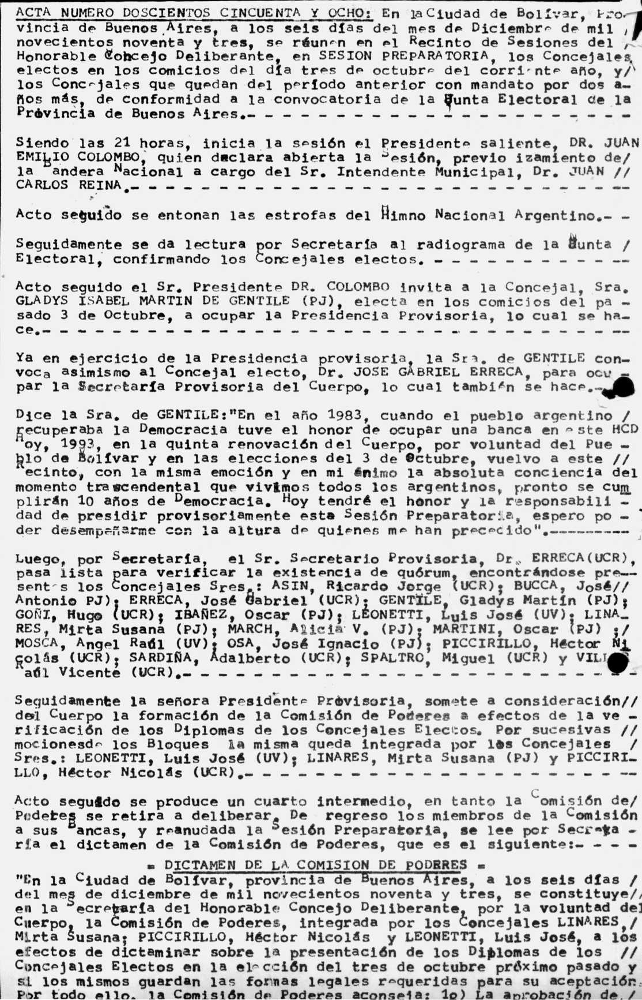 ACTA NUMERO DOSCIENTOS CINCUENTA Y OCHO: En la Ciudad de Bolívar, Pro-
vincia de Buenos Aires, a los seis días del mes de Diciembre de mil /
novecientos noventa y tres, se reúnen en el Recinto de Sesiones del /
Honorable Concejo Deliberante, en SESION PREPARATORIA, los Concejales
electos en los comicios del día tres de octubre del corriente año, y/
los Concejales que quedan del período anterior con mandato por dos a-
ños más, de conformidad a la convocatoria de la Junta Electoral de la
Provincia de Buenos Aires.- - - - - - - - - - - - - - - - - - - - - -
Siendo las 21 horas, inicia la sesión el Presidente saliente, DR. JUAN
EMILIO COLOMBO, quien declara abierta la Sesión, previo izamiento de/
la Bandera Nacional a cargo del Sr. Intendente Municipal, Dr. JUAN //
CARLOS REINA.- - - - - - - - - - - - - - - - - - - - - - - - - - - --
Acto seguido se entonan las estrofas del Himno Nacional Argentino.- -
Seguidamente se da lectura por Secretaría al radiograma de la Junta /
Electoral, confirmando los Concejales electos. - - - - - - - - - - --
Acto seguido el Sr. Presidente DR. COLOMBO invita a la Concejal, Sra.
GLADYS ISABEL MARTIN DE GENTILE (PJ), electa en los comicios del pa -
sado 3 de Octubre, a ocupar la Presidencia Provisoria, lo cual se ha-
ce.- - - - - - - - - - - - - - - - - - - - - - - - - - - - - - - - --
Ya en ejercicio de la Presidencia provisoria, la Sra. de GENTILE con-
voca asimismo al Concejal electo, Dr. JOSE GABRIEL ERRECA, para ocu -
par la Secretaría Provisoria del Cuerpo, lo cual también se hace.-
Dice la Sra. de GENTILE:"En el año 1983, cuando el pueblo argentino /
recuperaba la Democracia tuve el honor de ocupar una banca en este HCD
Hoy, 1993, en la quinta renovación del Cuerpo, por voluntad del Pue -
blo de Bolívar y en las elecciones del 3 de Octubre, vuelvo a este //
Recinto, con la misma emoción y en mi ánimo la absoluta conciencia del
momento trascendental que vivimos todos los argentinos, pronto se cum
plirán 10 años de Democracia. Hoy tendré el honor y la responsabili -
dad de presidir provisoriamente esta Sesión Preparatoria, espero po -
der desempeñarme con la altura de quienes me han prececido".---------
Luego, por Secretaría, el Sr. Secretario Provisoria, Dr. ERRECA(UCR),
pasa lista para verificar la existencia de quórum, encontrándose pre--
sentes los Concejales Sres.: ASIN, Ricardo Jorge (UCR); BUCCA, José//
Antonio PJ); ERRECA, José Gabriel (UCR); GENTILE, Gladys Martín (PJ);
GOÑI, Hugo (UCR); IBAÑEZ, Oscar (PJ); LEONETTI, Luis José (UV); LINA-
RES, Mirta Susana (PJ); MARCH, Alicia V. (PJ); MARTINI, Oscar (PJ) ;/
MOSCA, Angel Raúl (UV); OSA, José Ignacio (PJ); PICCIRILLO, Héctor Ni
colás (UCR); SARDIÑA, Adalberto (UCR); SPALTRO, Miguel (UCR) y
Raúl Vicente (UCR).- - - - - - - - - - - - - - - - - - - - - - - - -
Seguidamente la señora Presidente Provisoria, somete a consideración//
del Cuerpo la formación de la Comisión de Poderes a efectos de la ve -
rificación de los Diplomas de los Concejales Electos. Por sucesivas //
mocionesde los Bloques la misma queda integrada por los Concejales /
Sres.: LEONETTI, Luis José (UV); LINARES, Mirta Susana (PJ) y PICCIRI-
LLO, Héctor Nicolás (UCR).- - - - - - - - - - - - - - - - - - - - - --
Acto seguido se produce un cuarto intermedio, en tanto la Comisión de/
Poderes se retira a deliberar. De regreso los miembros de la Comisión
a sus Bancas, y reanudada la Sesión Preparatoria, se lee por Secreta -
ría el dictamen de la Comisión de Poderes, que es el siguiente:- - - -
= DICTAMEN DE LA COMISION DE PODERES =
"En la Ciudad de Bolívar, provincia de Buenos Aires, a los seis días /
del mes de diciembre de mil novecientos noventa y tres, se constituye//
en la Secretaría del Honorable Concejo Deliberante, por la voluntad del
Cuerpo, la Comisión de Poderes, integrada por los Concejales LINARES,/
Mirta Susana; PICCIRILLO, Héctor Nicolás y LEONETTI, Luis José, a los
efectos de dictaminar sobre la presentación de los Diplomas de los //
Concejales Electos en la elección del tres de octubre próximo pasado y
si los mismos guardan las formas legales requeridas para su aceptación.
Por todo ello, la Comisión de Poderes aconseja: 1º) La aprobación de /